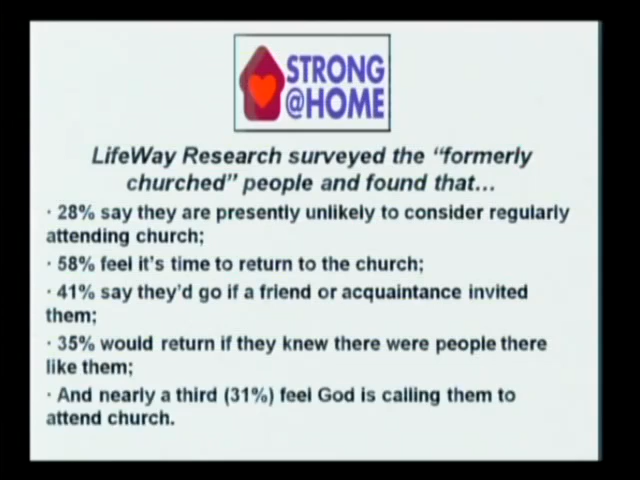 STRONG
@HOME
LifeWay Research surveyed the “formerly
churched” people and found that…
· 28% say they are presently unlikely to consider regularly
attending church;
· 58% feel it’s time to return to the church;
· 41% say they’d go if a friend or acquaintance invited
them;
· 35% would return if they knew there were people there
like them;
· And nearly a third (31%) feel God is calling them to
attend church.